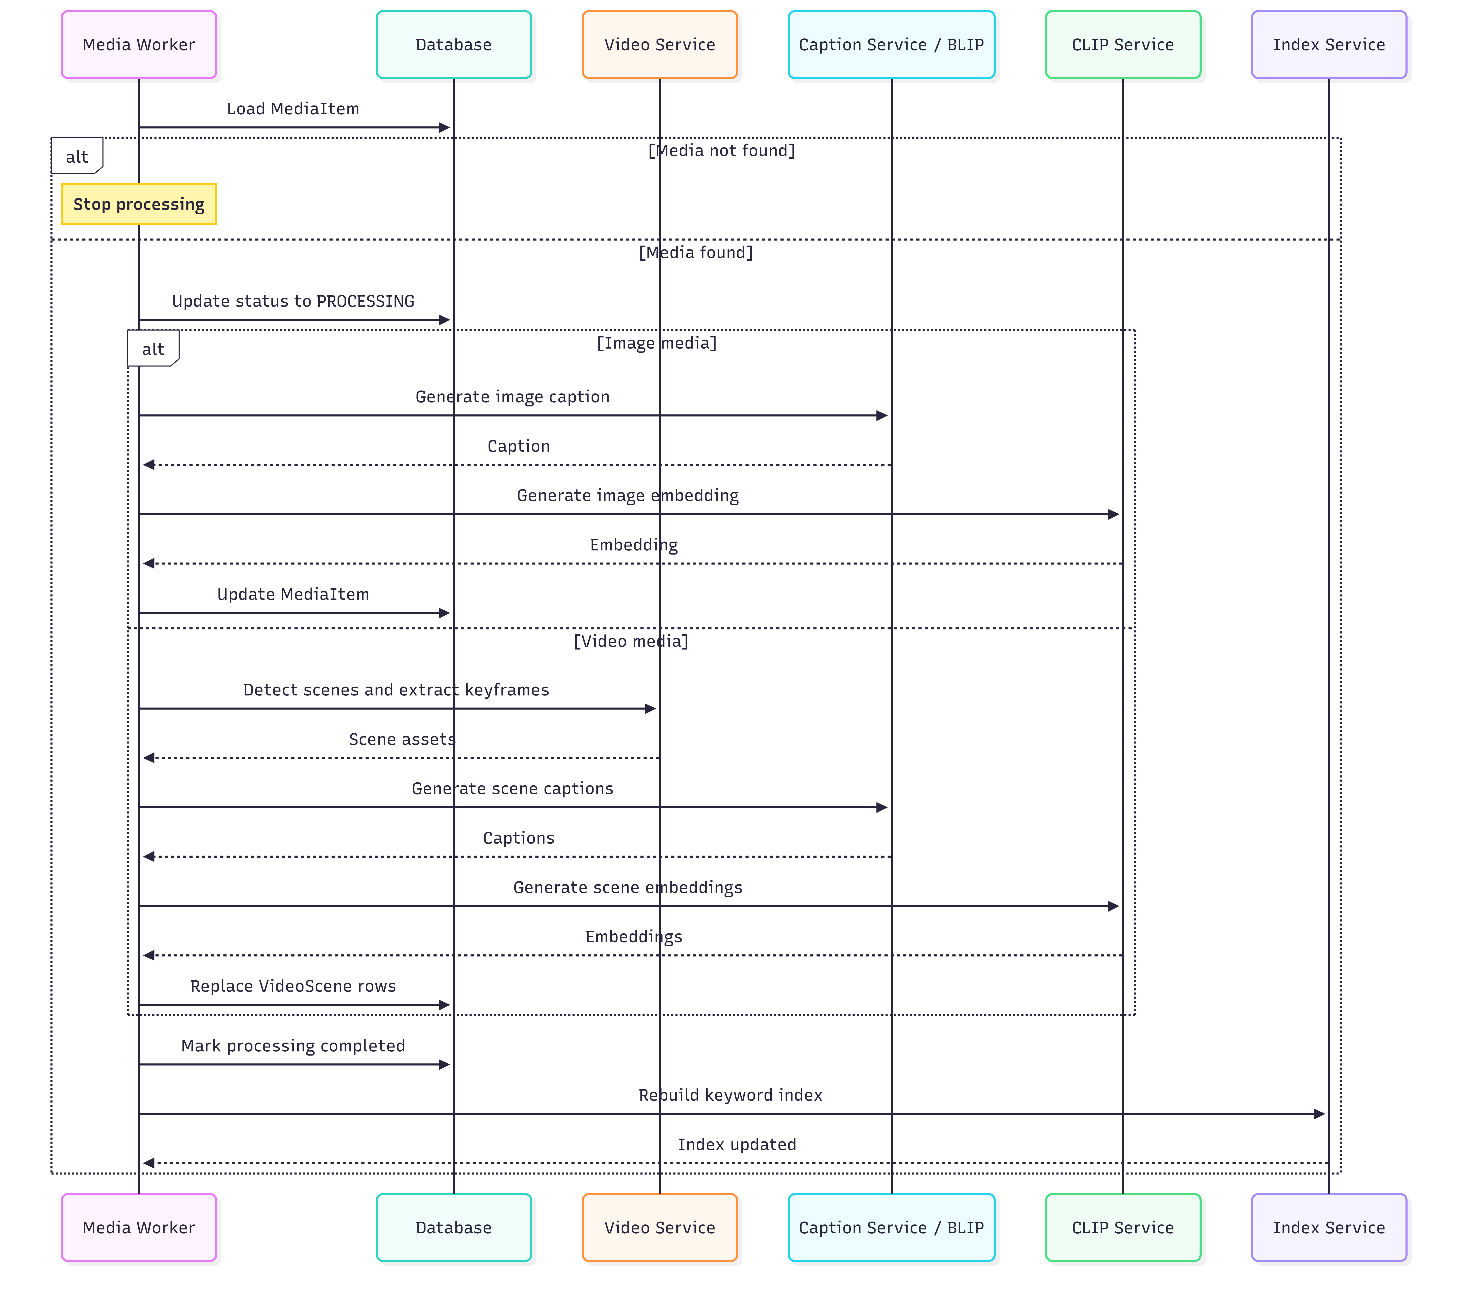 Media Worker
Database
Video Service
Caption Service / BLIP
CLIP Service
Index Service
Load MediaItem
alt
[Media not found]
Stop processing
[Media found]
Update status to PROCESSING
alt
[Image media]
Generate image caption
Caption
Generate image embedding
Embedding
Update MediaItem
[Video media]
Detect scenes and extract keyframes
Scene assets
Generate scene captions
Captions
Generate scene embeddings
Embeddings
Replace VideoScene rows
Mark processing completed
Rebuild keyword index
Index updated
Media Worker
Database
Video Service
Caption Service / BLIP
CLIP Service
Index Service